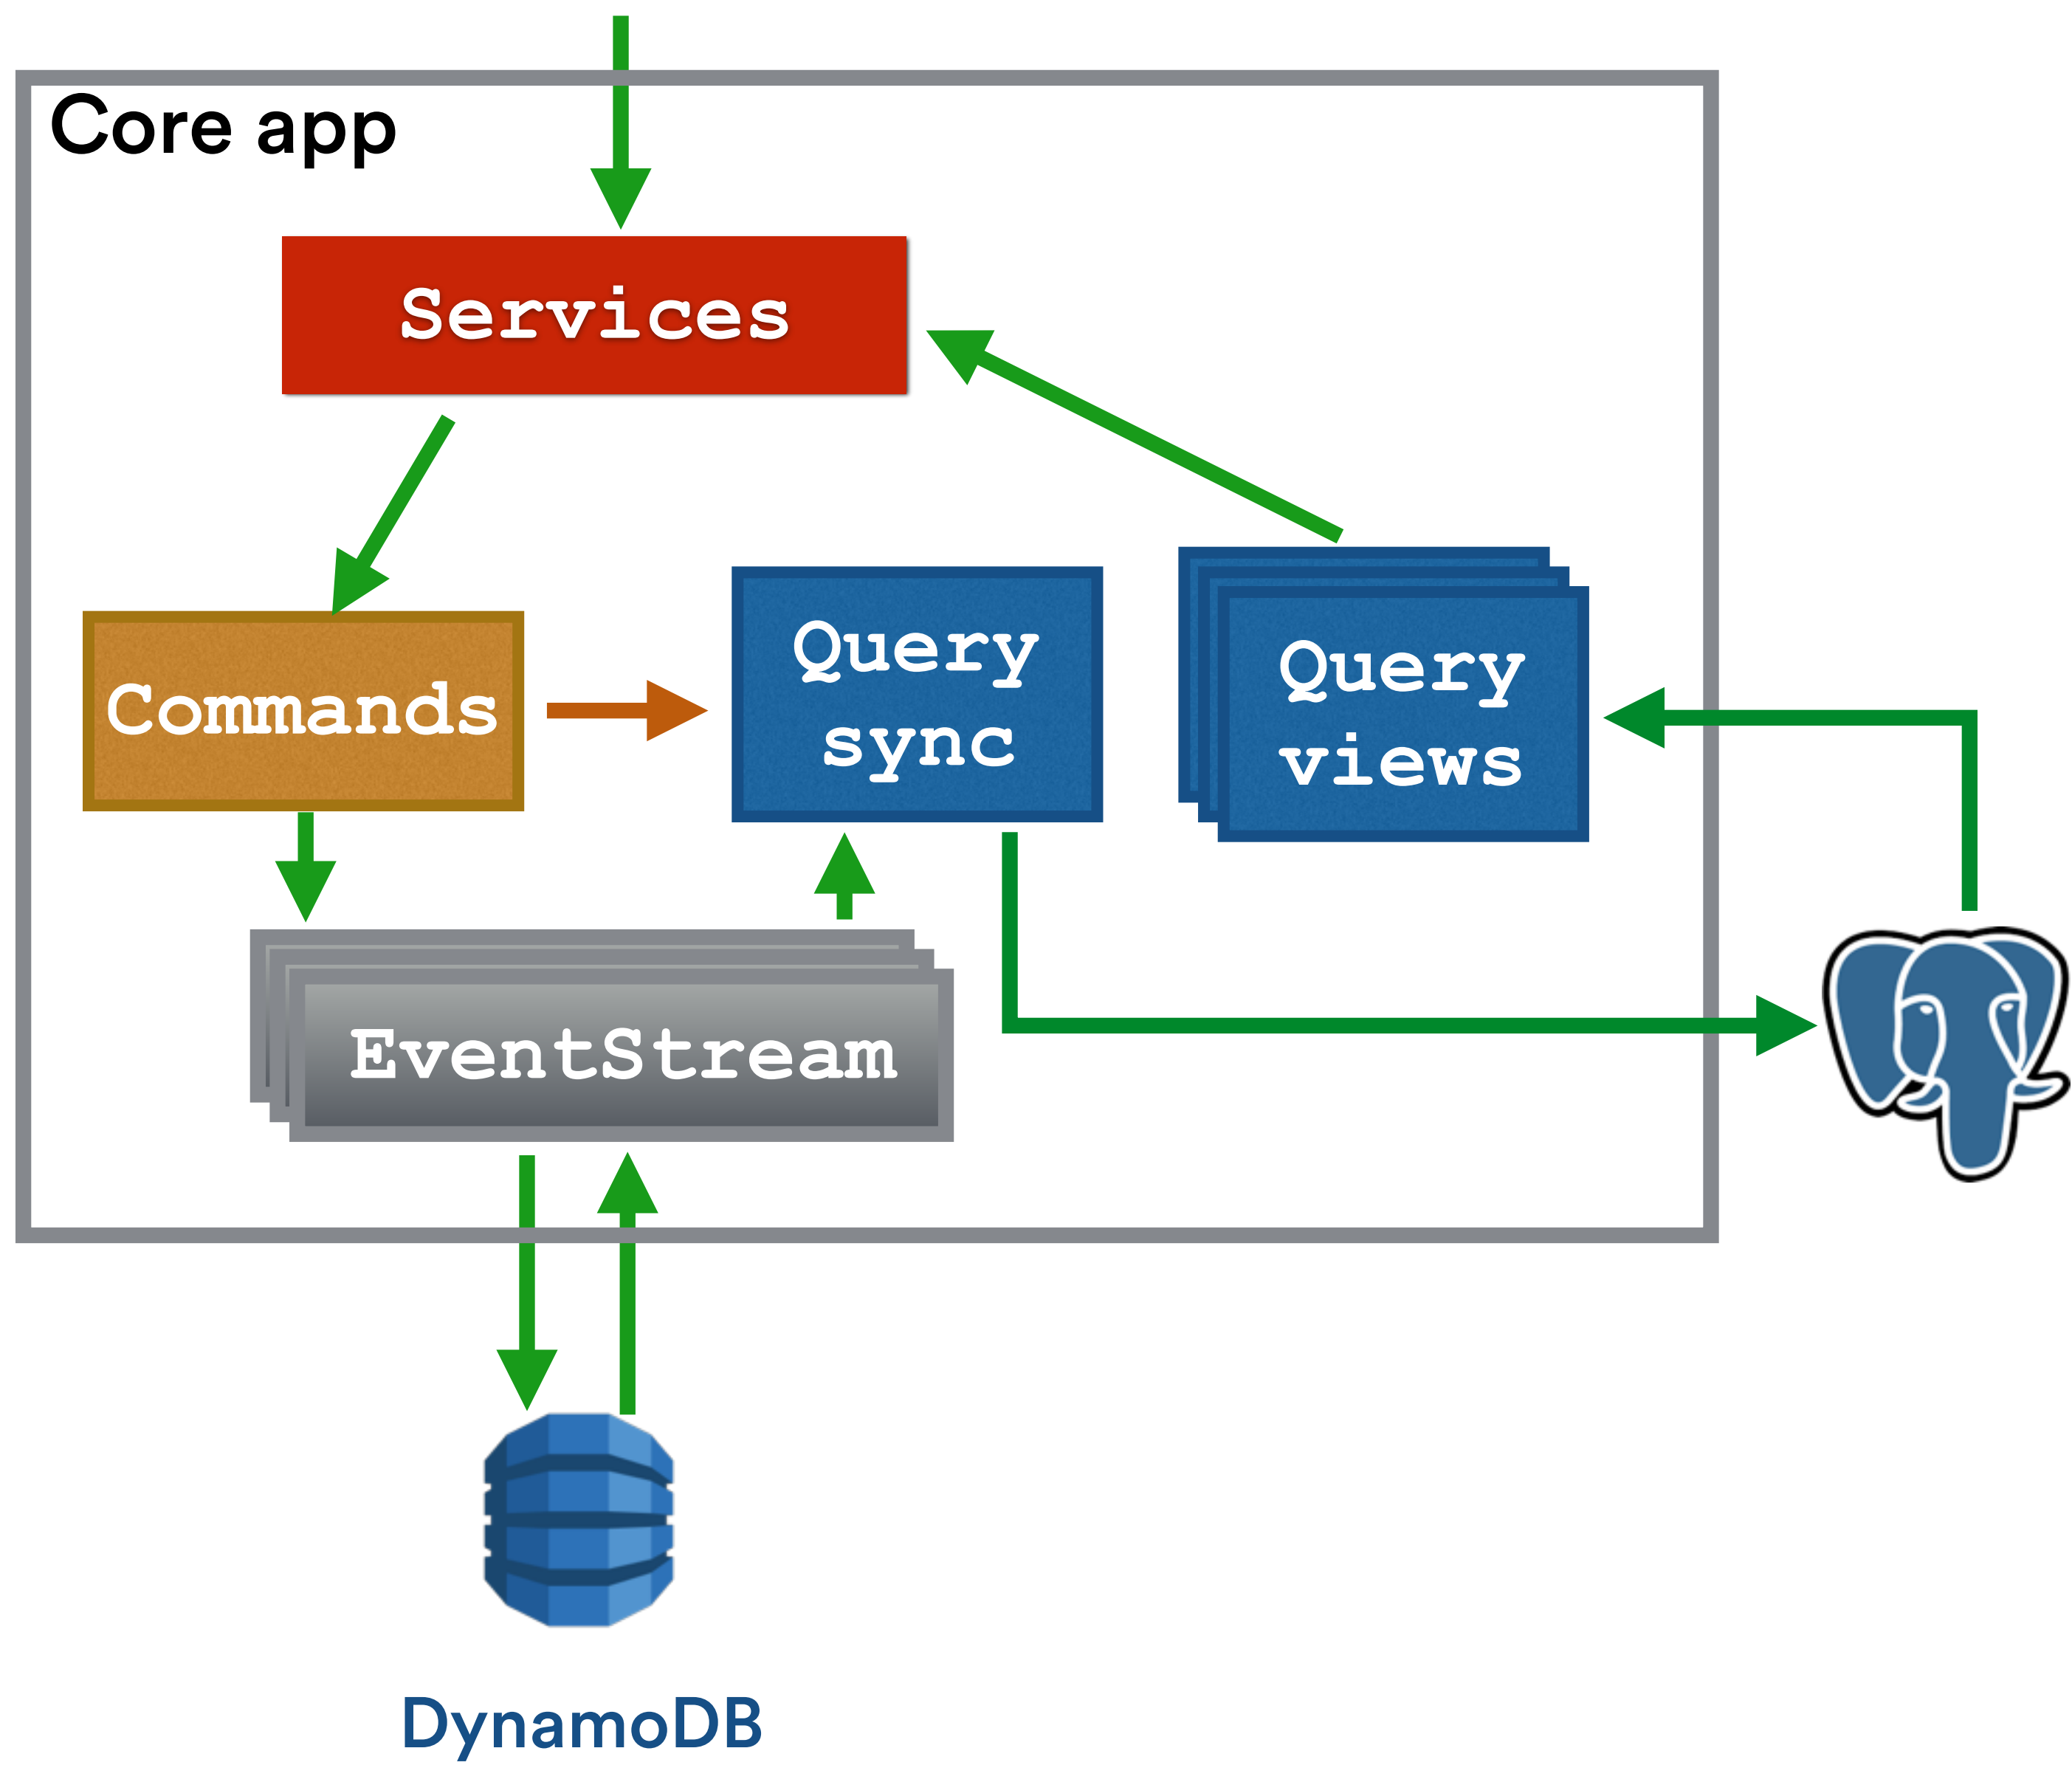 Core app
Services
Commands
Query
sync
Query
views
EventStream
DynamoDB